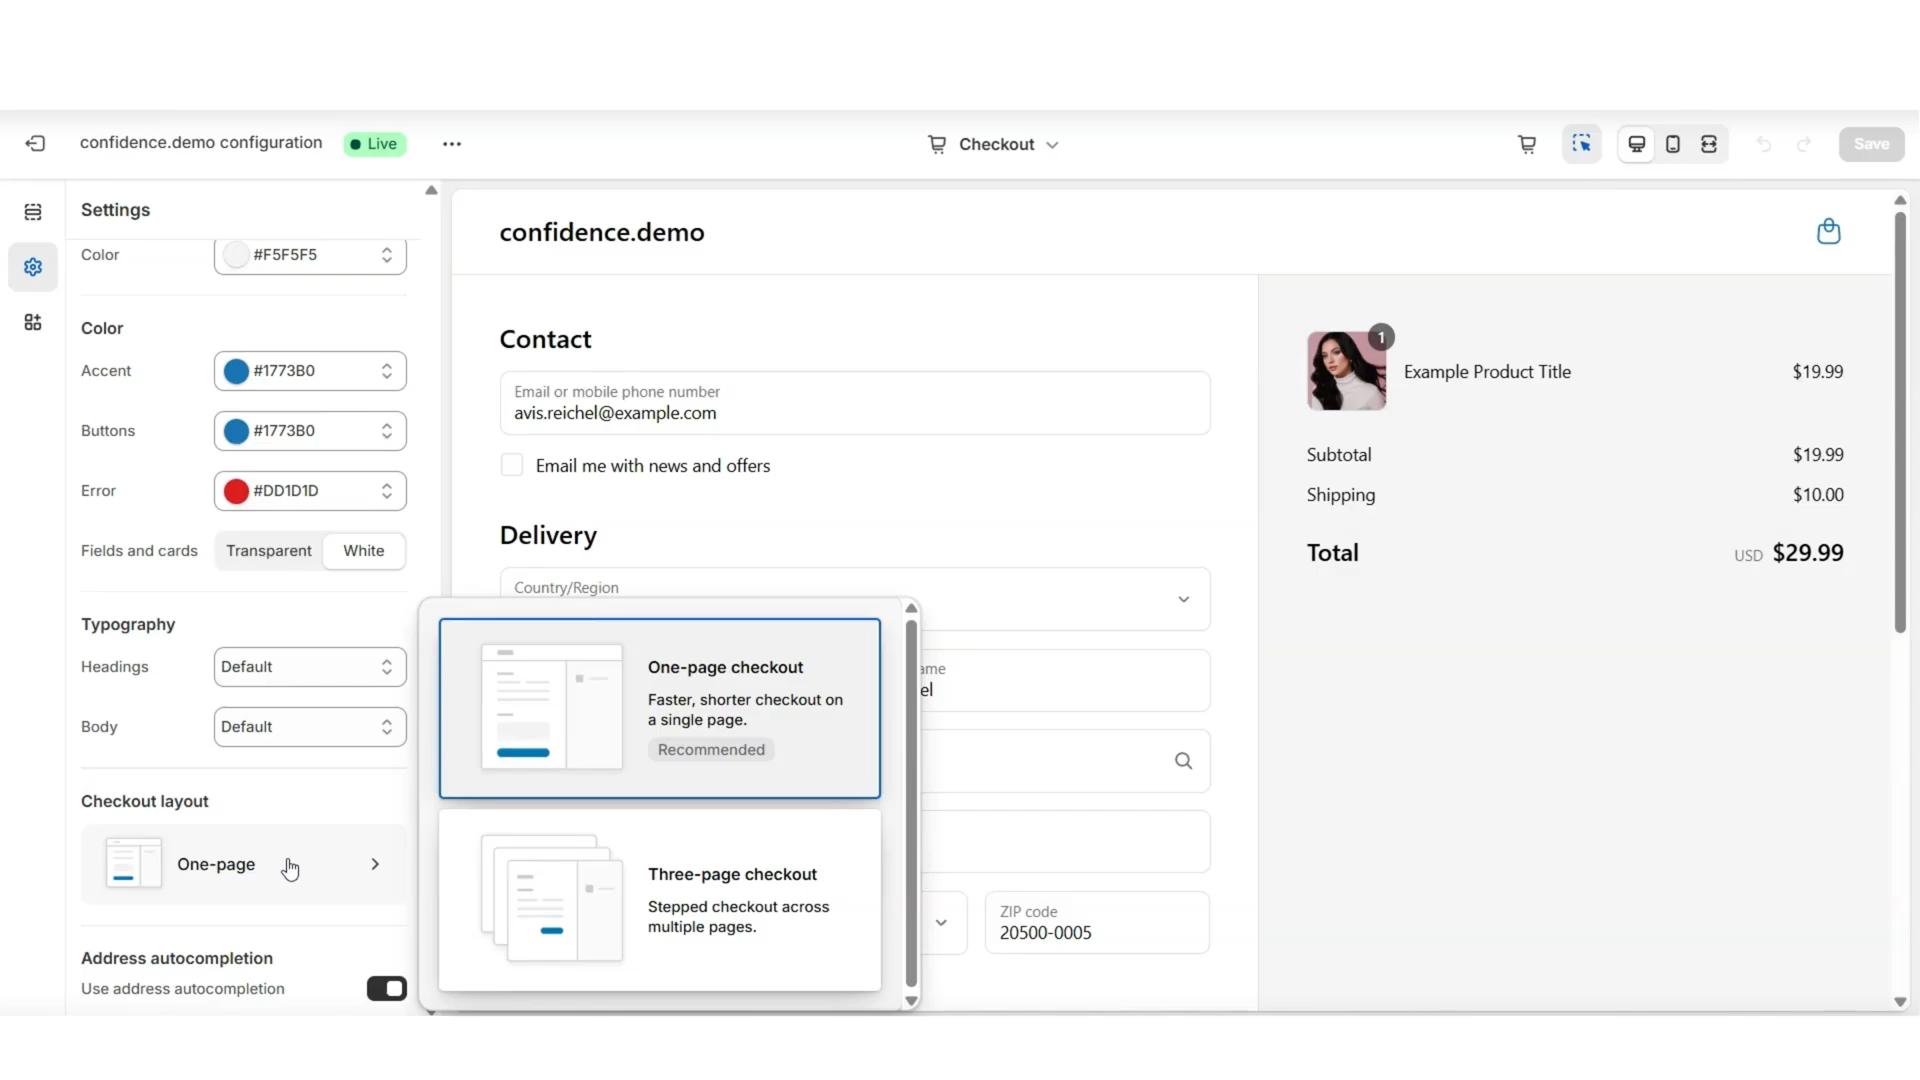 confidence.demo configuration
Live
Checkout
Save
Settings
Color
#F5F5F5
Color
Accent
#1773B0
Buttons
#1773B0
Error
#DD1D1D
Fields and cards
Transparent
White
Typography
Headings
Default
Body
Default
Checkout layout
One-page
Address autocompletion
Use address autocompletion
One-page checkout
Faster, shorter checkout on
a single page.
Recommended
Three-page checkout
Stepped checkout across
multiple pages.
confidence.demo
Contact
Email or mobile phone number
avis.reichel@example.com
Email me with news and offers
Delivery
Country/Region
ame
el
ZIP code
20500-0005
1
Example Product Title
$19.99
Subtotal
$19.99
Shipping
$10.00
Total
USD $29.99